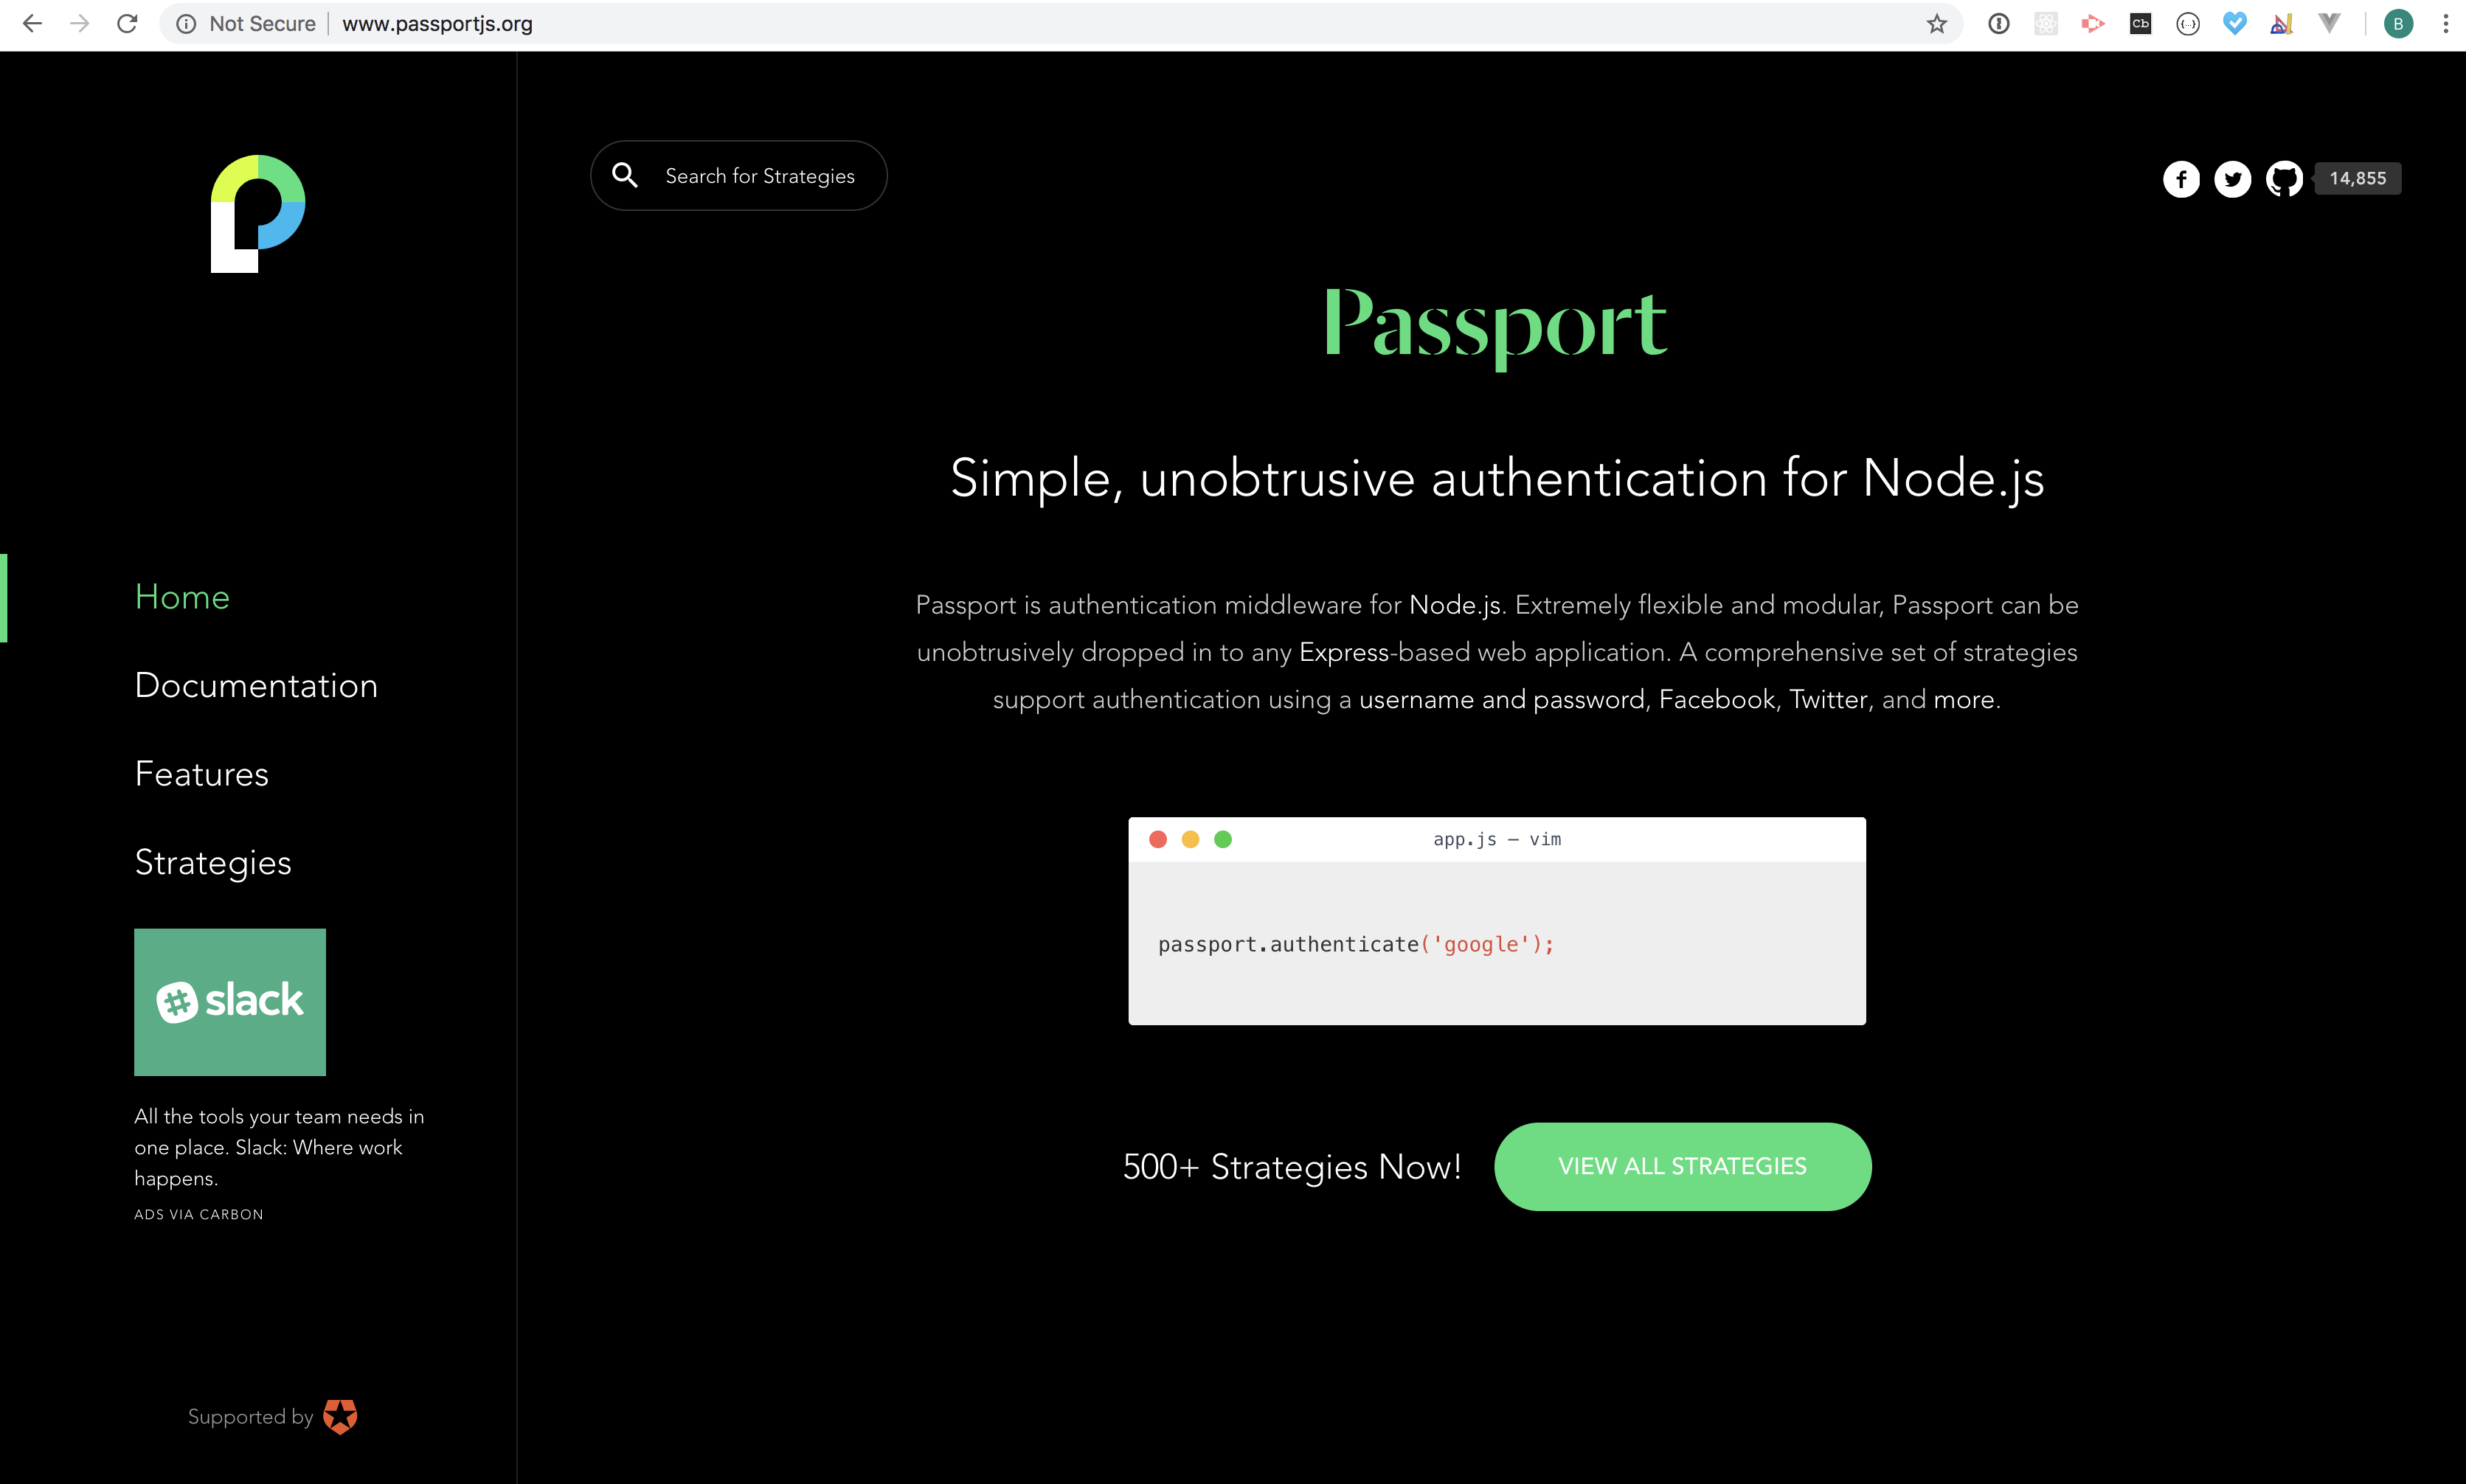 Not Secure | www.passportjs.org
Cb
{...}
B
Search for Strategies
14,855
Passport
Simple, unobtrusive authentication for Node.js
Home
Documentation
Features
Strategies
Passport is authentication middleware for Node.js. Extremely flexible and modular, Passport can be
unobtrusively dropped in to any Express-based web application. A comprehensive set of strategies
support authentication using a username and password, Facebook, Twitter, and more.
app.js — vim
passport.authenticate('google');
slack
All the tools your team needs in
one place. Slack: Where work
happens.
ADS VIA CARBON
500+ Strategies Now!
VIEW ALL STRATEGIES
Supported by